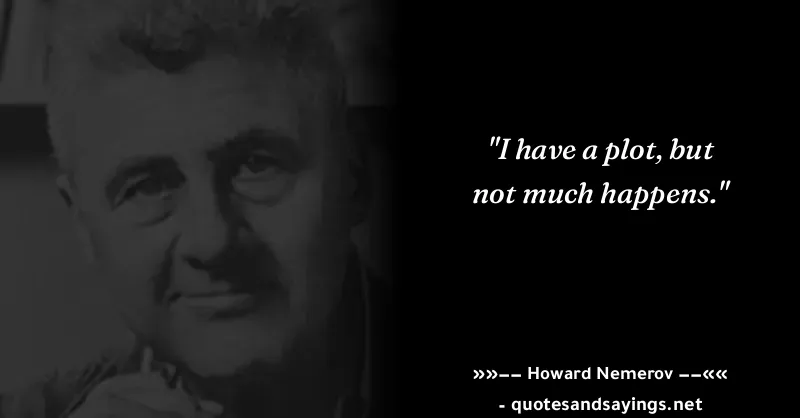 "I have a plot, but
not much happens."
»»−− Howard Nemerov −−««
- quotesandsayings.net